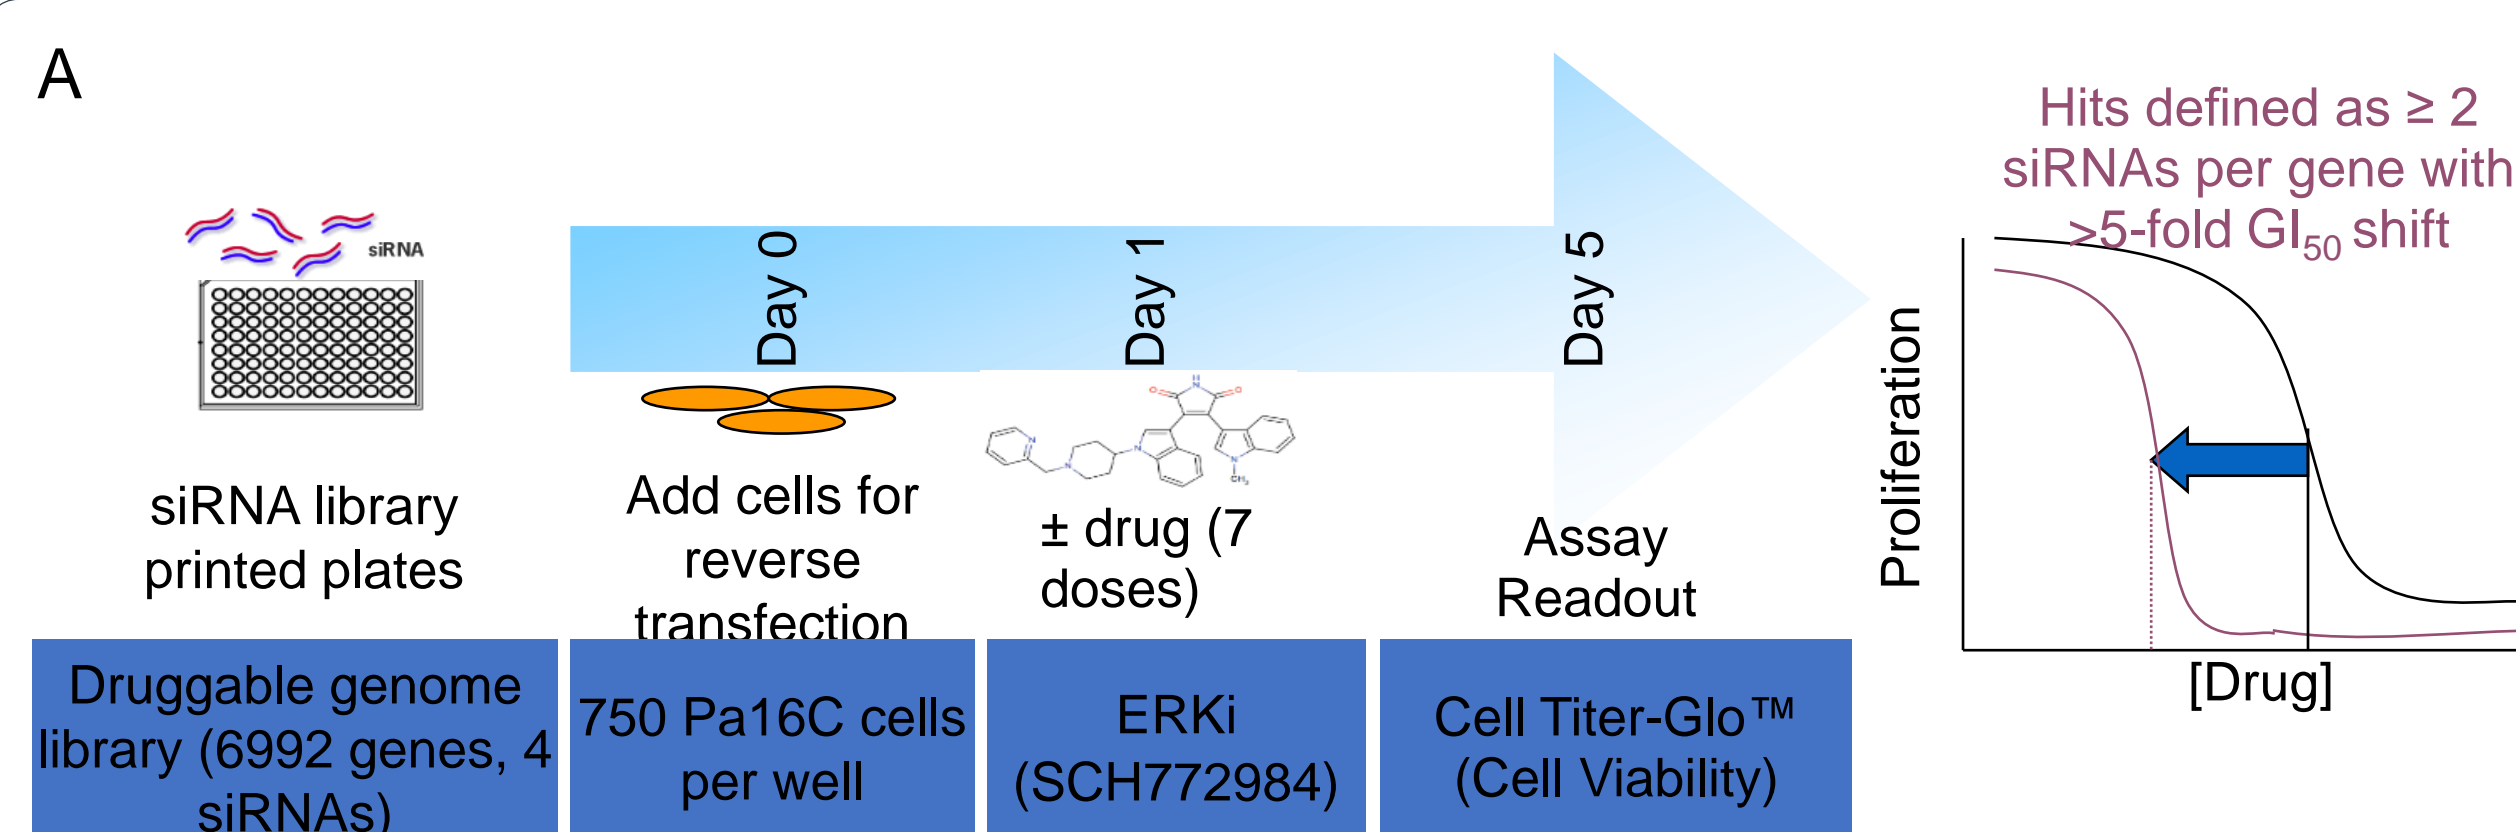 A
siRNA
siRNA library
printed plates
Druggable genome
library (6992 genes, 4
siRNAs)
Day 0
Add cells for
reverse
transfection
750 Pa16C cells
per well
Day 1
O
NH
O
N
N
N
N
CH3
± drug (7
doses)
ERKi
(SCH772984)
Day 5
Assay
Readout
Cell Titer-Glo™
(Cell Viability)
Hits defined as ≥ 2
siRNAs per gene with
>5-fold GI50 shift
Proliferation
[Drug]